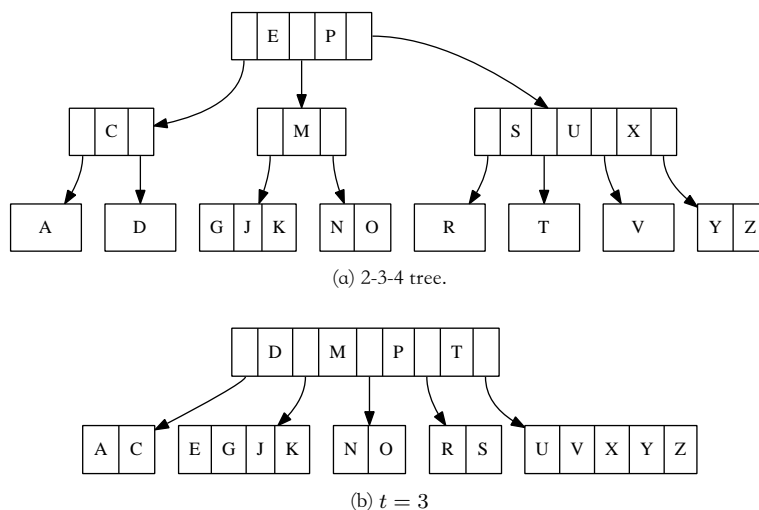 E P
C M S U X
A D G J K N O R T V Y Z
(a) 2-3-4 tree.
D M P T
A C E G J K N O R S U V X Y Z
(b) t = 3